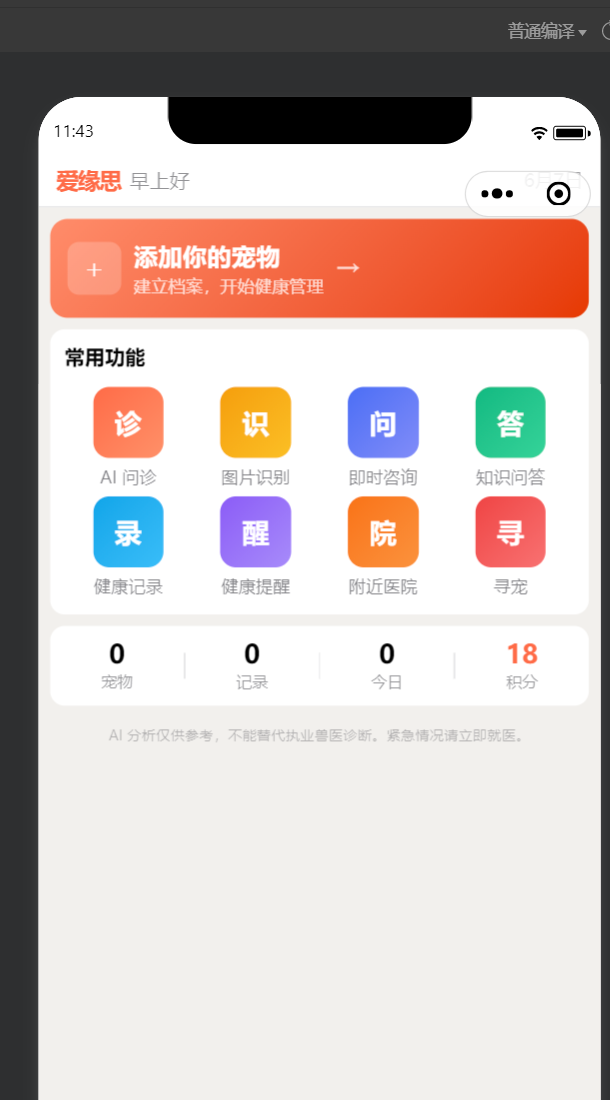 普通编译
11:43
爱缘思 早上好 6月7日
添加你的宠物
建立档案，开始健康管理
→
常用功能
诊 识 问 答
AI 问诊 图片识别 即时咨询 知识问答
录 醒 院 寻
健康记录 健康提醒 附近医院 寻宠
0 0 0 18
宠物 记录 今日 积分
AI 分析仅供参考，不能替代执业兽医诊断。紧急情况请立即就医。